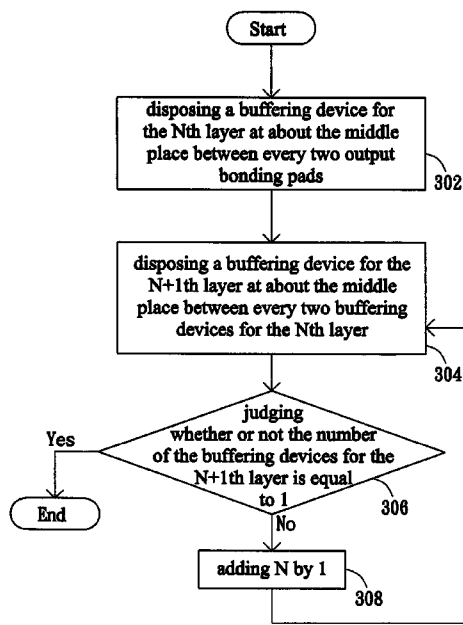 Start
disposing a buffering device for
the Nth layer at about the middle
place between every two output
bonding pads
302
disposing a buffering device for the
N+1th layer at about the middle
place between every two buffering
devices for the Nth layer
304
judging
whether or not the number
of the buffering devices for the
N+1th layer is equal
to 1
306
Yes
End
No
adding N by 1
308